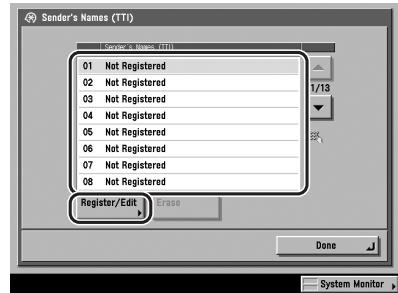 Sender's Names (TTI)
Sender's Names (TTI)
01 Not Registered
02 Not Registered
1/13
03 Not Registered
04 Not Registered
05 Not Registered
06 Not Registered
07 Not Registered
08 Not Registered
Register/Edit Erase
Done
System Monitor